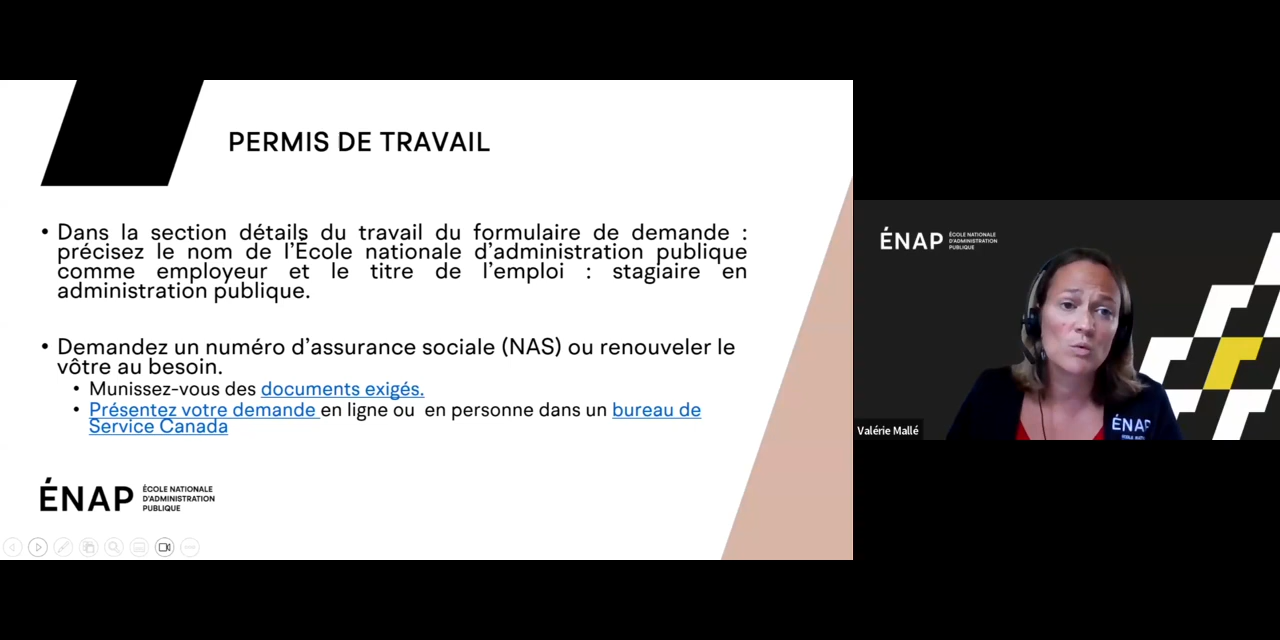 PERMIS DE TRAVAIL
• Dans la section détails du travail du formulaire de demande :
précisez le nom de l’École nationale d’administration publique
comme employeur et le titre de l’emploi : stagiaire en
administration publique.
• Demandez un numéro d’assurance sociale (NAS) ou renouveler le
vôtre au besoin.
• Munissez-vous des documents exigés.
• Présentez votre demande en ligne ou en personne dans un bureau de
Service Canada
ÉNAP
ÉCOLE NATIONALE
D'ADMINISTRATION
PUBLIQUE
ÉNAP
ÉCOLE NATIONALE
D'ADMINISTRATION
PUBLIQUE
ÉNAP
Valérie Mallé